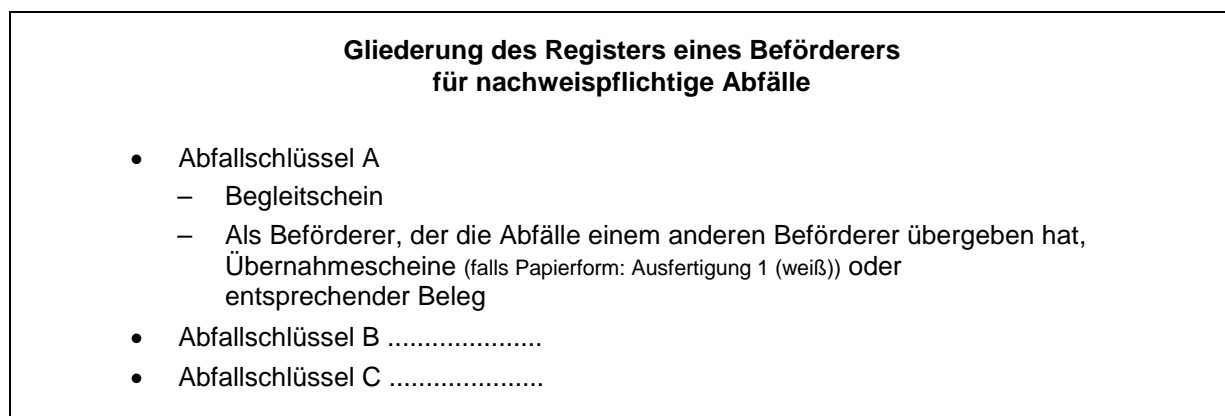 Gliederung des Registers eines Beförderers
für nachweispflichtige Abfälle
• Abfallschlüssel A
– Begleitschein
– Als Beförderer, der die Abfälle einem anderen Beförderer übergeben hat,
Übernahmescheine (falls Papierform: Ausfertigung 1 (weiß)) oder
entsprechender Beleg
• Abfallschlüssel B .....................
• Abfallschlüssel C .....................